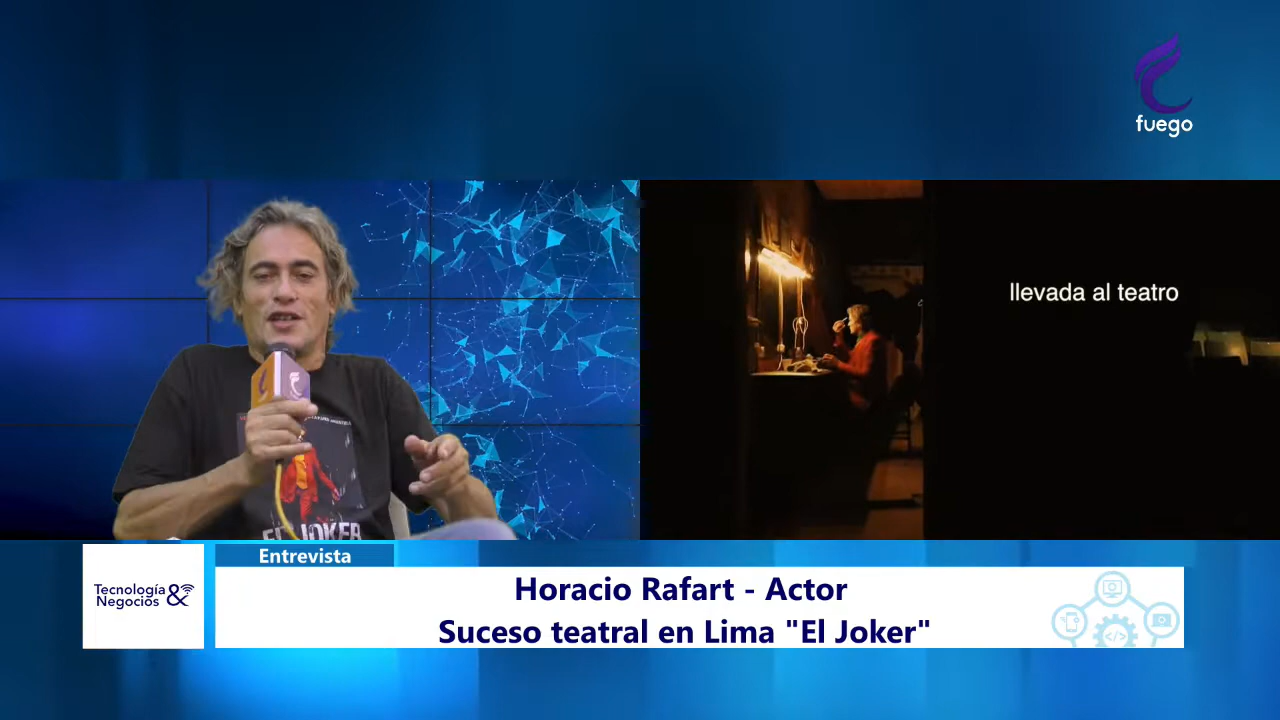 fuego
llevada al teatro
EL JOKER
Entrevista
Tecnología &
Negocios
Horacio Rafart - Actor
Suceso teatral en Lima "El Joker"